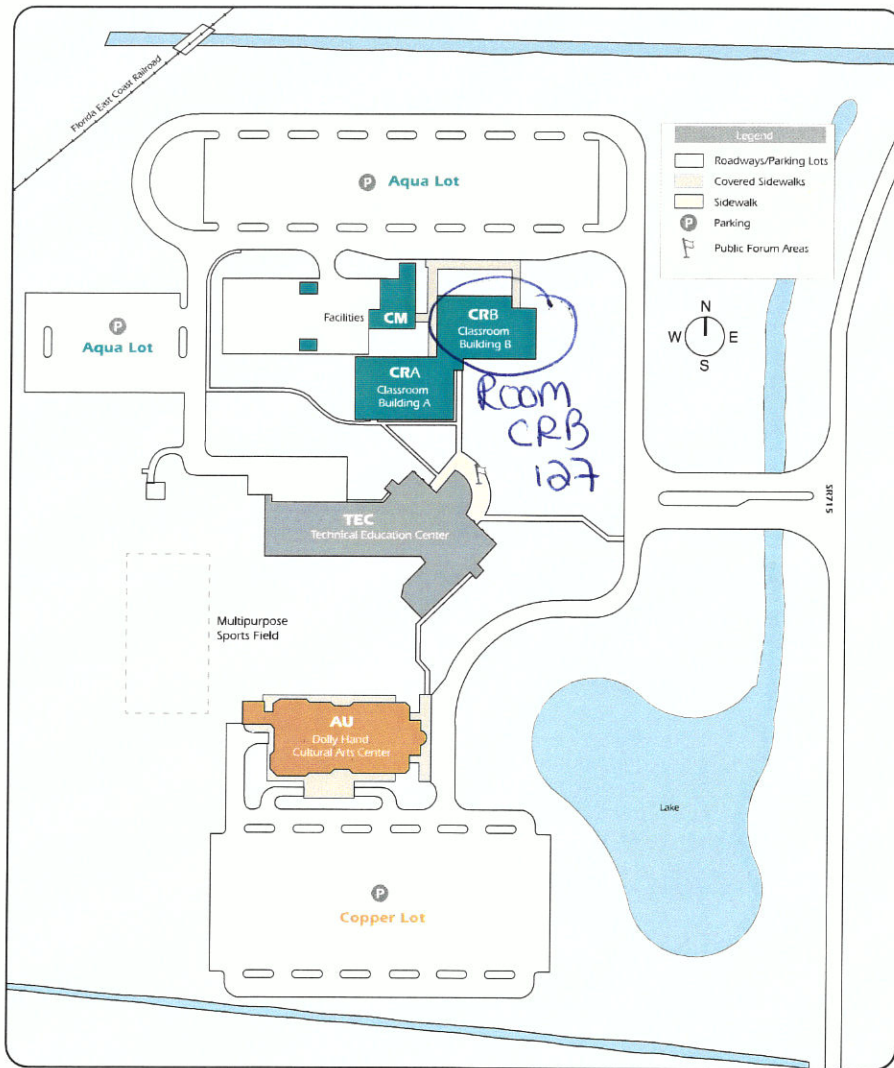 Florida East Coast Railroad
Legend
Roadways/Parking Lots
Covered Sidewalks
Sidewalk
P
Parking
Public Forum Areas
P Aqua Lot
P
Aqua Lot
Facilities
CM
CRB
Classroom
Building B
CRA
Classroom
Building A
N
W E
S
Room
CRB
127
SR715
TEC
Technical Education Center
Multipurpose
Sports Field
AU
Dolly Hand
Cultural Arts Center
Lake
P
Copper Lot